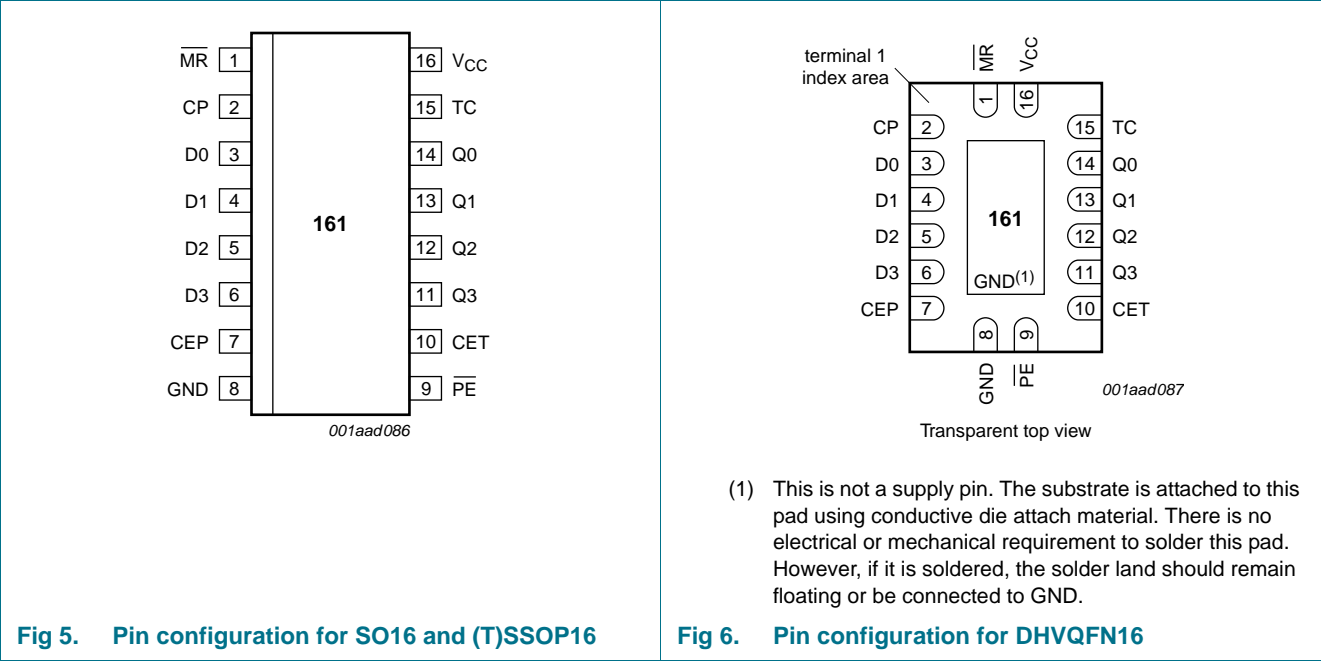 M̅R̅ 1
CP 2
D0 3
D1 4
D2 5
D3 6
CEP 7
GND 8
161
16 VCC
15 TC
14 Q0
13 Q1
12 Q2
11 Q3
10 CET
9 P̅E̅
001aad086
Fig 5. Pin configuration for SO16 and (T)SSOP16
terminal 1
index area
M̅R̅
VCC
1
16
CP 2
D0 3
D1 4
D2 5
D3 6
CEP 7
161
GND(1)
15 TC
14 Q0
13 Q1
12 Q2
11 Q3
10 CET
8
9
GND
P̅E̅
001aad087
Transparent top view
(1) This is not a supply pin. The substrate is attached to this
pad using conductive die attach material. There is no
electrical or mechanical requirement to solder this pad.
However, if it is soldered, the solder land should remain
floating or be connected to GND.
Fig 6. Pin configuration for DHVQFN16